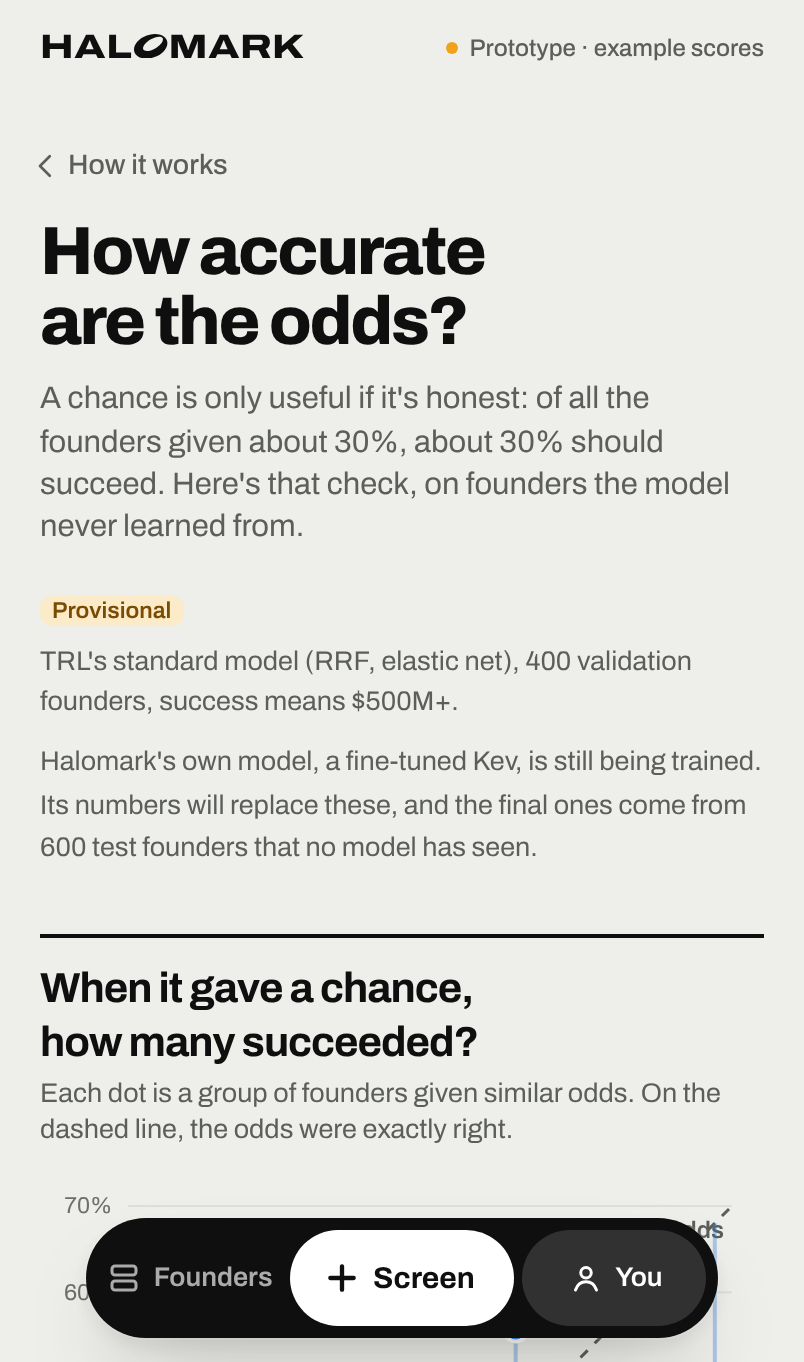 HALOMARK
Prototype · example scores
How it works
How accurate
are the odds?
A chance is only useful if it's honest: of all the
founders given about 30%, about 30% should
succeed. Here's that check, on founders the model
never learned from.
Provisional
TRL's standard model (RRF, elastic net), 400 validation
founders, success means $500M+.
Halomark's own model, a fine-tuned Kev, is still being trained.
Its numbers will replace these, and the final ones come from
600 test founders that no model has seen.
When it gave a chance,
how many succeeded?
Each dot is a group of founders given similar odds. On the
dashed line, the odds were exactly right.
70%
60
Founders
Screen
You